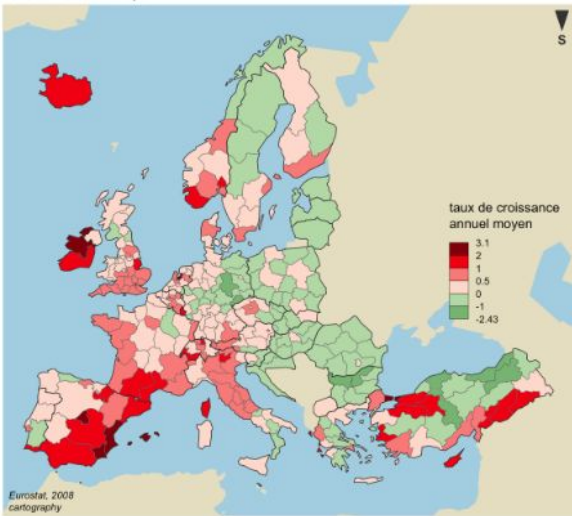 S
taux de croissance
annuel moyen
3.1
2
1
0.5
0
-1
-2.43
Eurostat, 2008
cartography